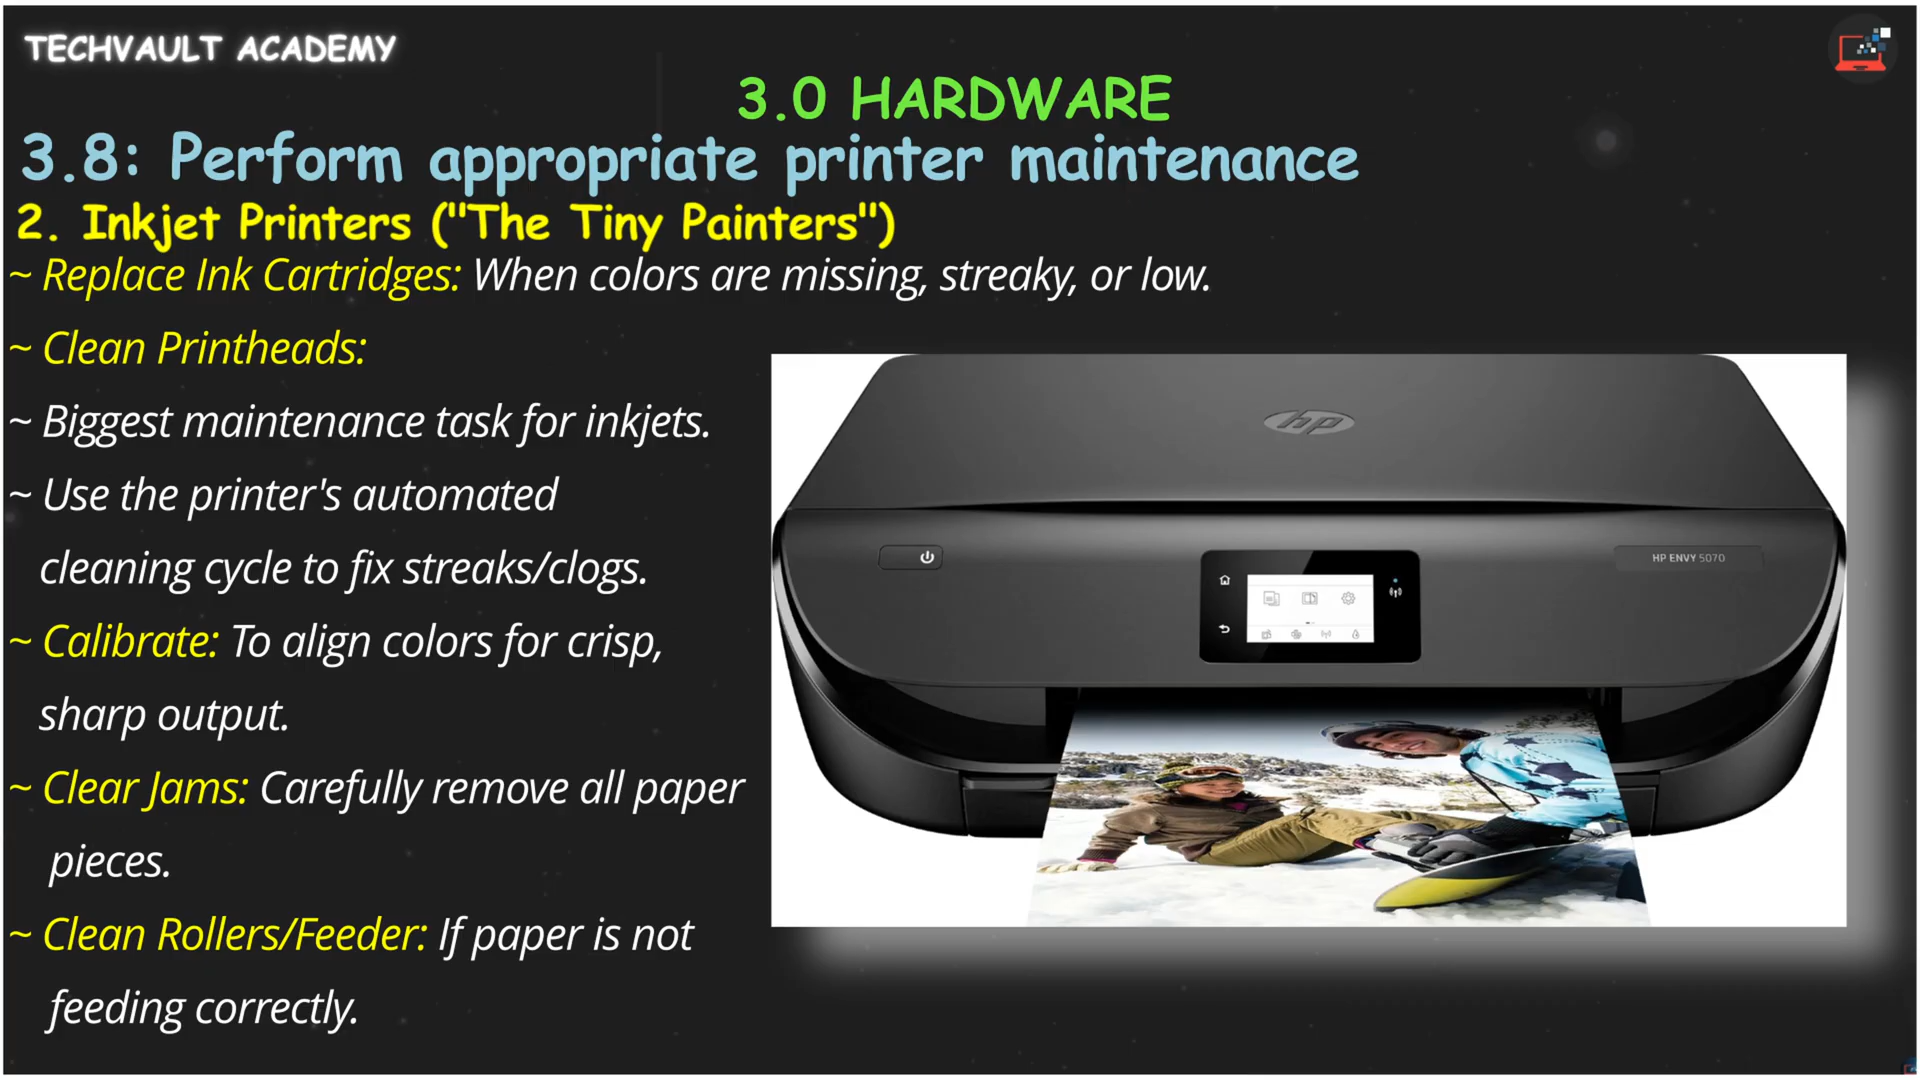 TECHVAULT ACADEMY
3.0 HARDWARE
3.8: Perform appropriate printer maintenance
2. Inkjet Printers ("The Tiny Painters")
~ Replace Ink Cartridges: When colors are missing, streaky, or low.
~ Clean Printheads:
~ Biggest maintenance task for inkjets.
~ Use the printer's automated
cleaning cycle to fix streaks/clogs.
~ Calibrate: To align colors for crisp,
sharp output.
~ Clear Jams: Carefully remove all paper
pieces.
~ Clean Rollers/Feeder: If paper is not
feeding correctly.
hp
HP ENVY 5070